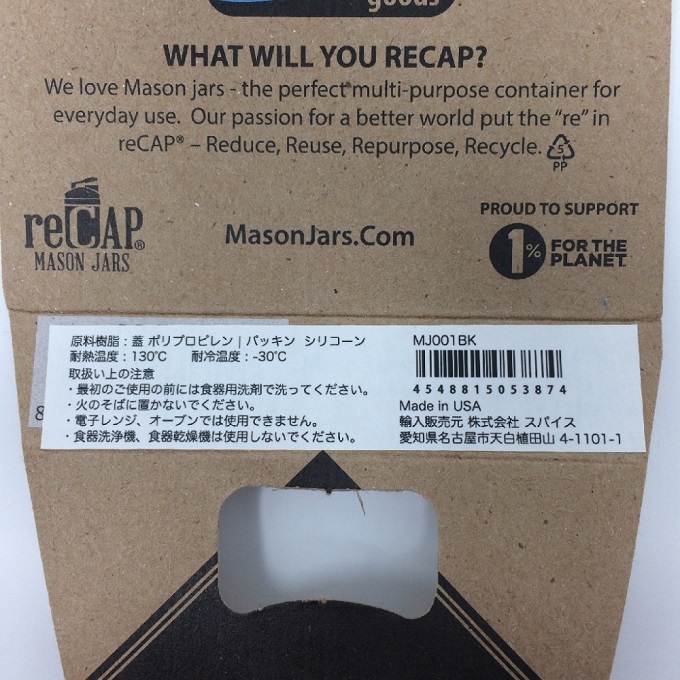 goods
WHAT WILL YOU RECAP?
We love Mason jars - the perfect multi-purpose container for
everyday use. Our passion for a better world put the "re" in
reCAP® – Reduce, Reuse, Repurpose, Recycle.
5
PP
reCAP®
MASON JARS
MasonJars.Com
PROUD TO SUPPORT
1% FOR THE
PLANET
原料樹脂：蓋 ポリプロピレン | パッキン シリコーン
耐熱温度：130℃ 耐冷温度：-30℃
取扱い上の注意
・最初のご使用の前には食器用洗剤で洗ってください。
・火のそばに置かないでください。
・電子レンジ、オーブンでは使用できません。
・食器洗浄機、食器乾燥機は使用しないでください。
MJ001BK
4548815053874
Made in USA
輸入販売元 株式会社 スパイス
愛知県名古屋市天白植田山 4-1101-1
8